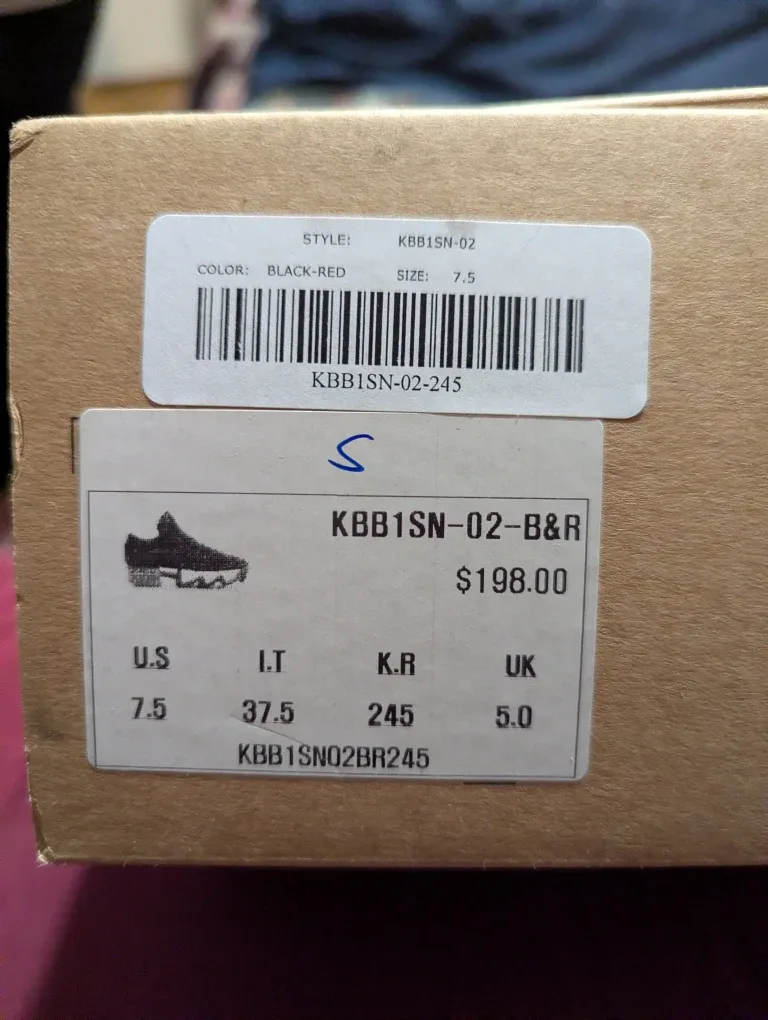 STYLE: KBB1SN-02
COLOR: BLACK-RED SIZE: 7.5
KBB1SN-02-245
S
KBB1SN-02-B&R
$198.00
U.S I.T K.R UK
7.5 37.5 245 5.0
KBB1SN02BR245